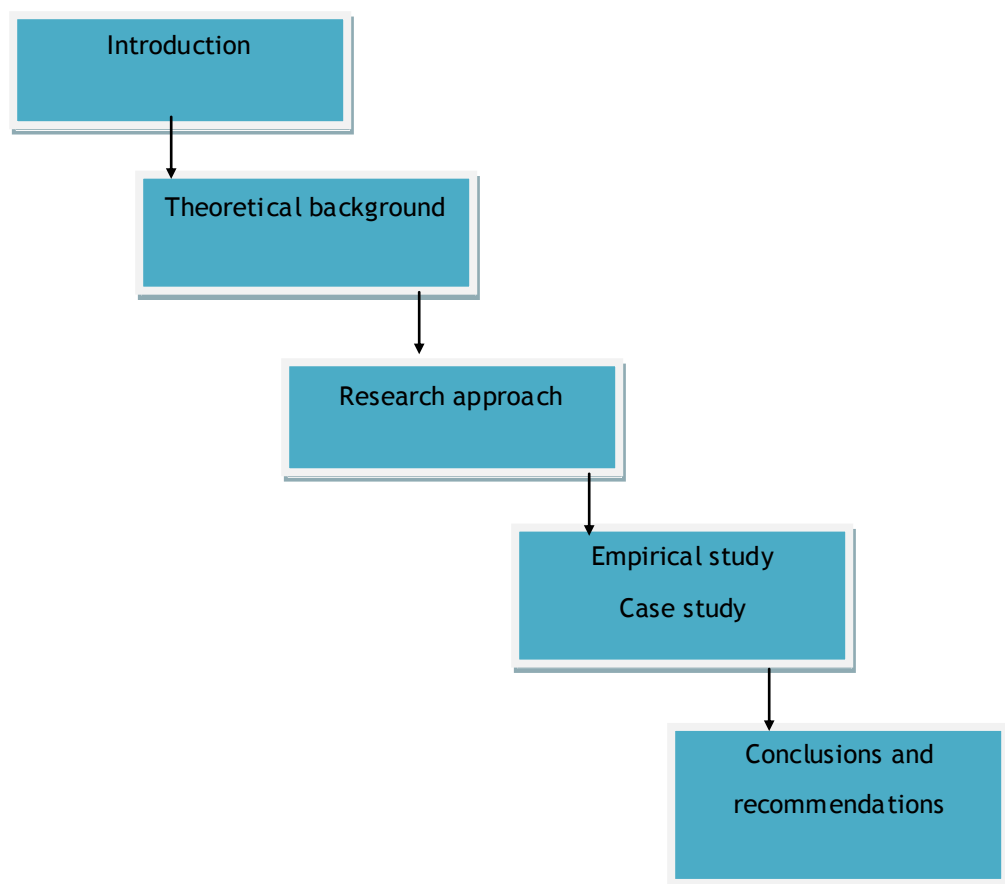 Introduction
Theoretical background
Research approach
Empirical study
Case study
Conclusions and
recommendations